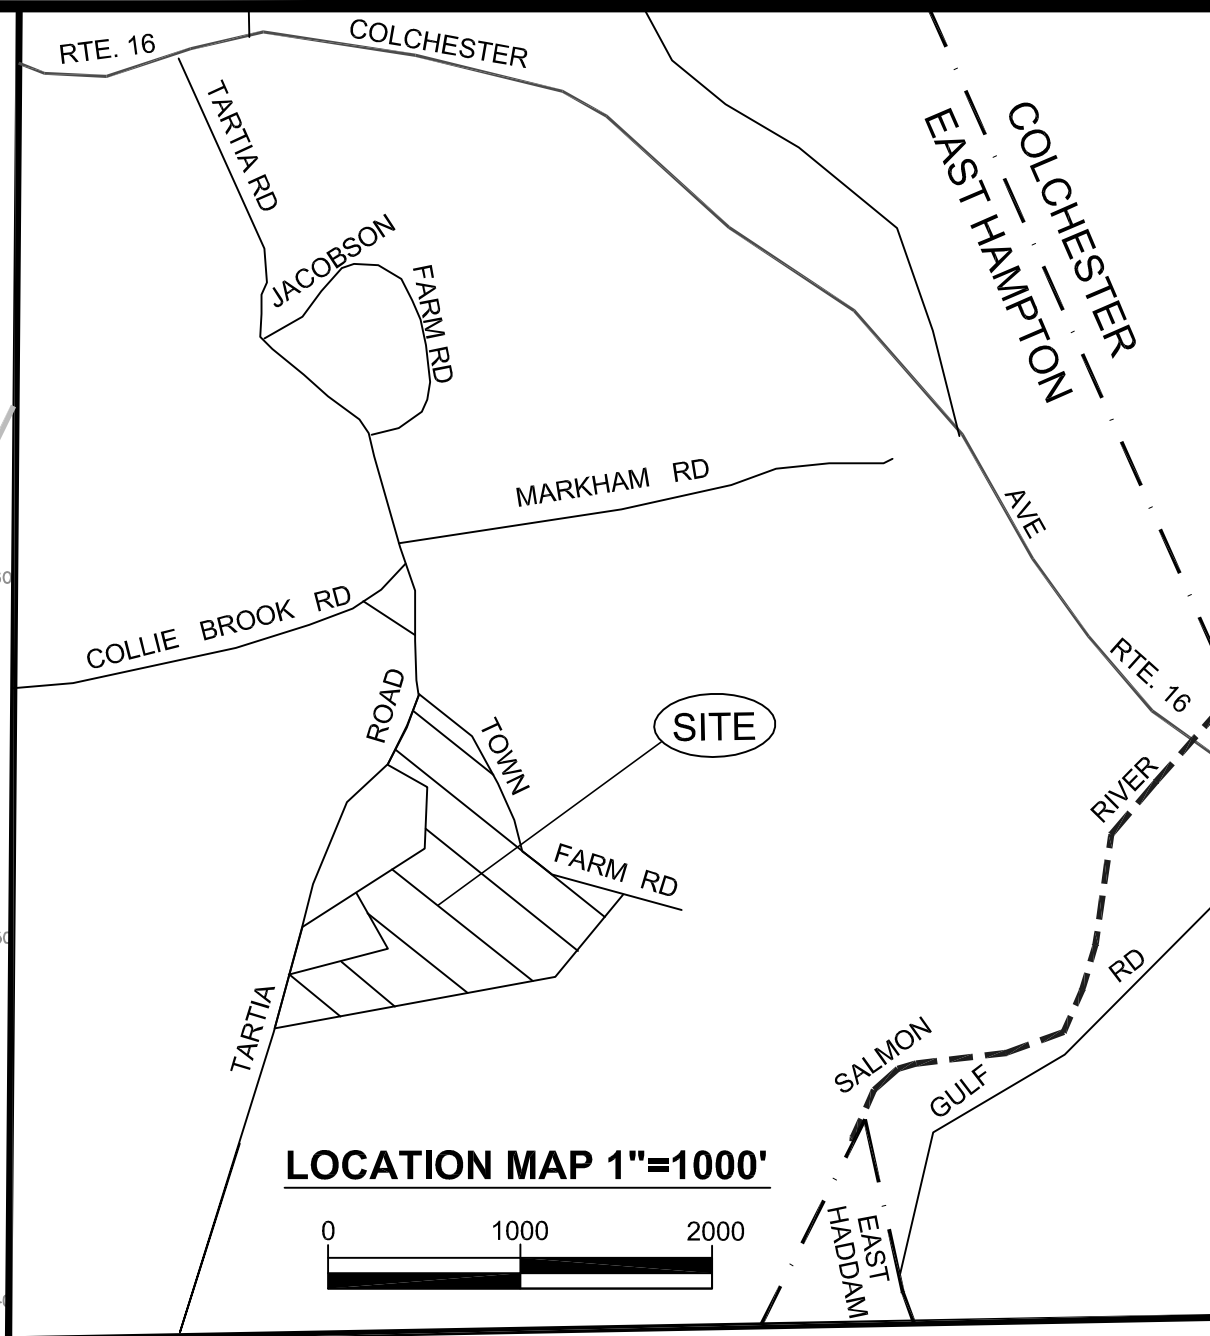 RTE. 16
COLCHESTER
TARTIA RD
COLCHESTER
EAST HAMPTON
JACOBSON
FARM RD
MARKHAM RD
AVE
COLLIE BROOK RD
RTE. 16
ROAD
TOWN
SITE
RIVER
FARM RD
RD
TARTIA
SALMON
GULF
LOCATION MAP 1"=1000'
0 1000 2000
EAST
HADDAM